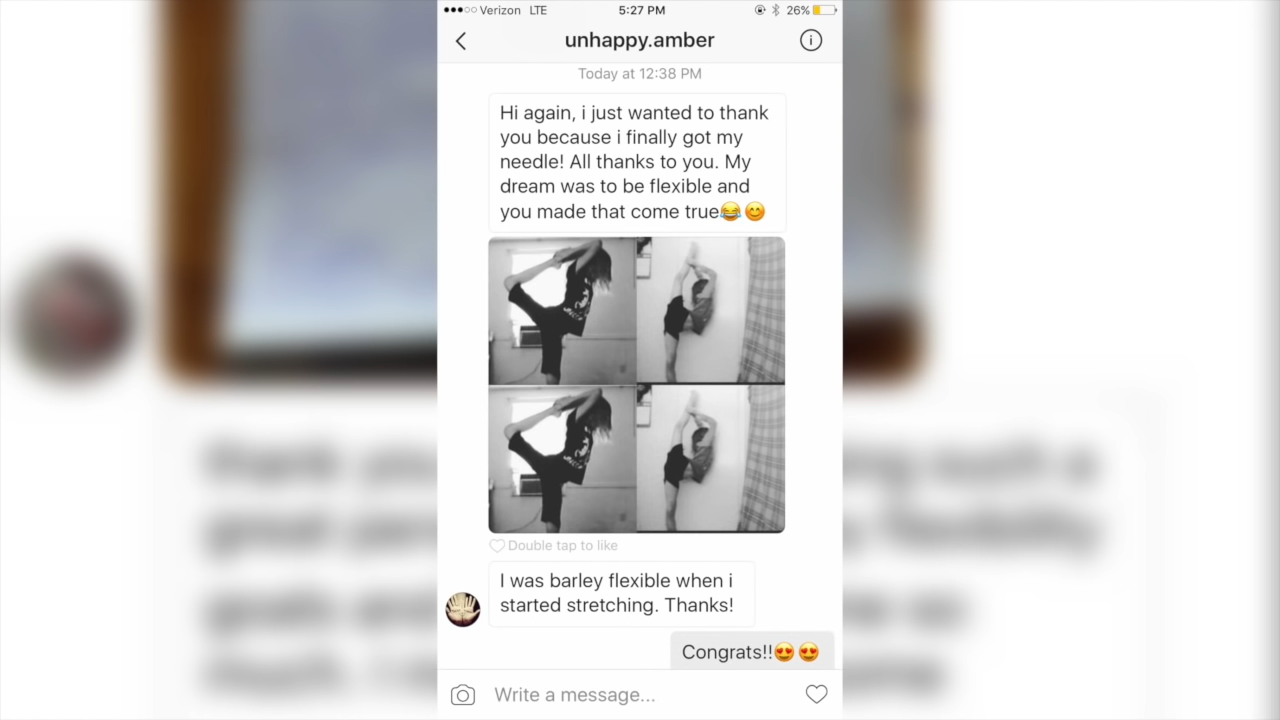 Verizon LTE 5:27 PM 26%
unhappy.amber
Today at 12:38 PM
Hi again, i just wanted to thank
you because i finally got my
needle! All thanks to you. My
dream was to be flexible and
you made that come true😂😊
Double tap to like
I was barley flexible when i
started stretching. Thanks!
Congrats!!😍😍
Write a message...